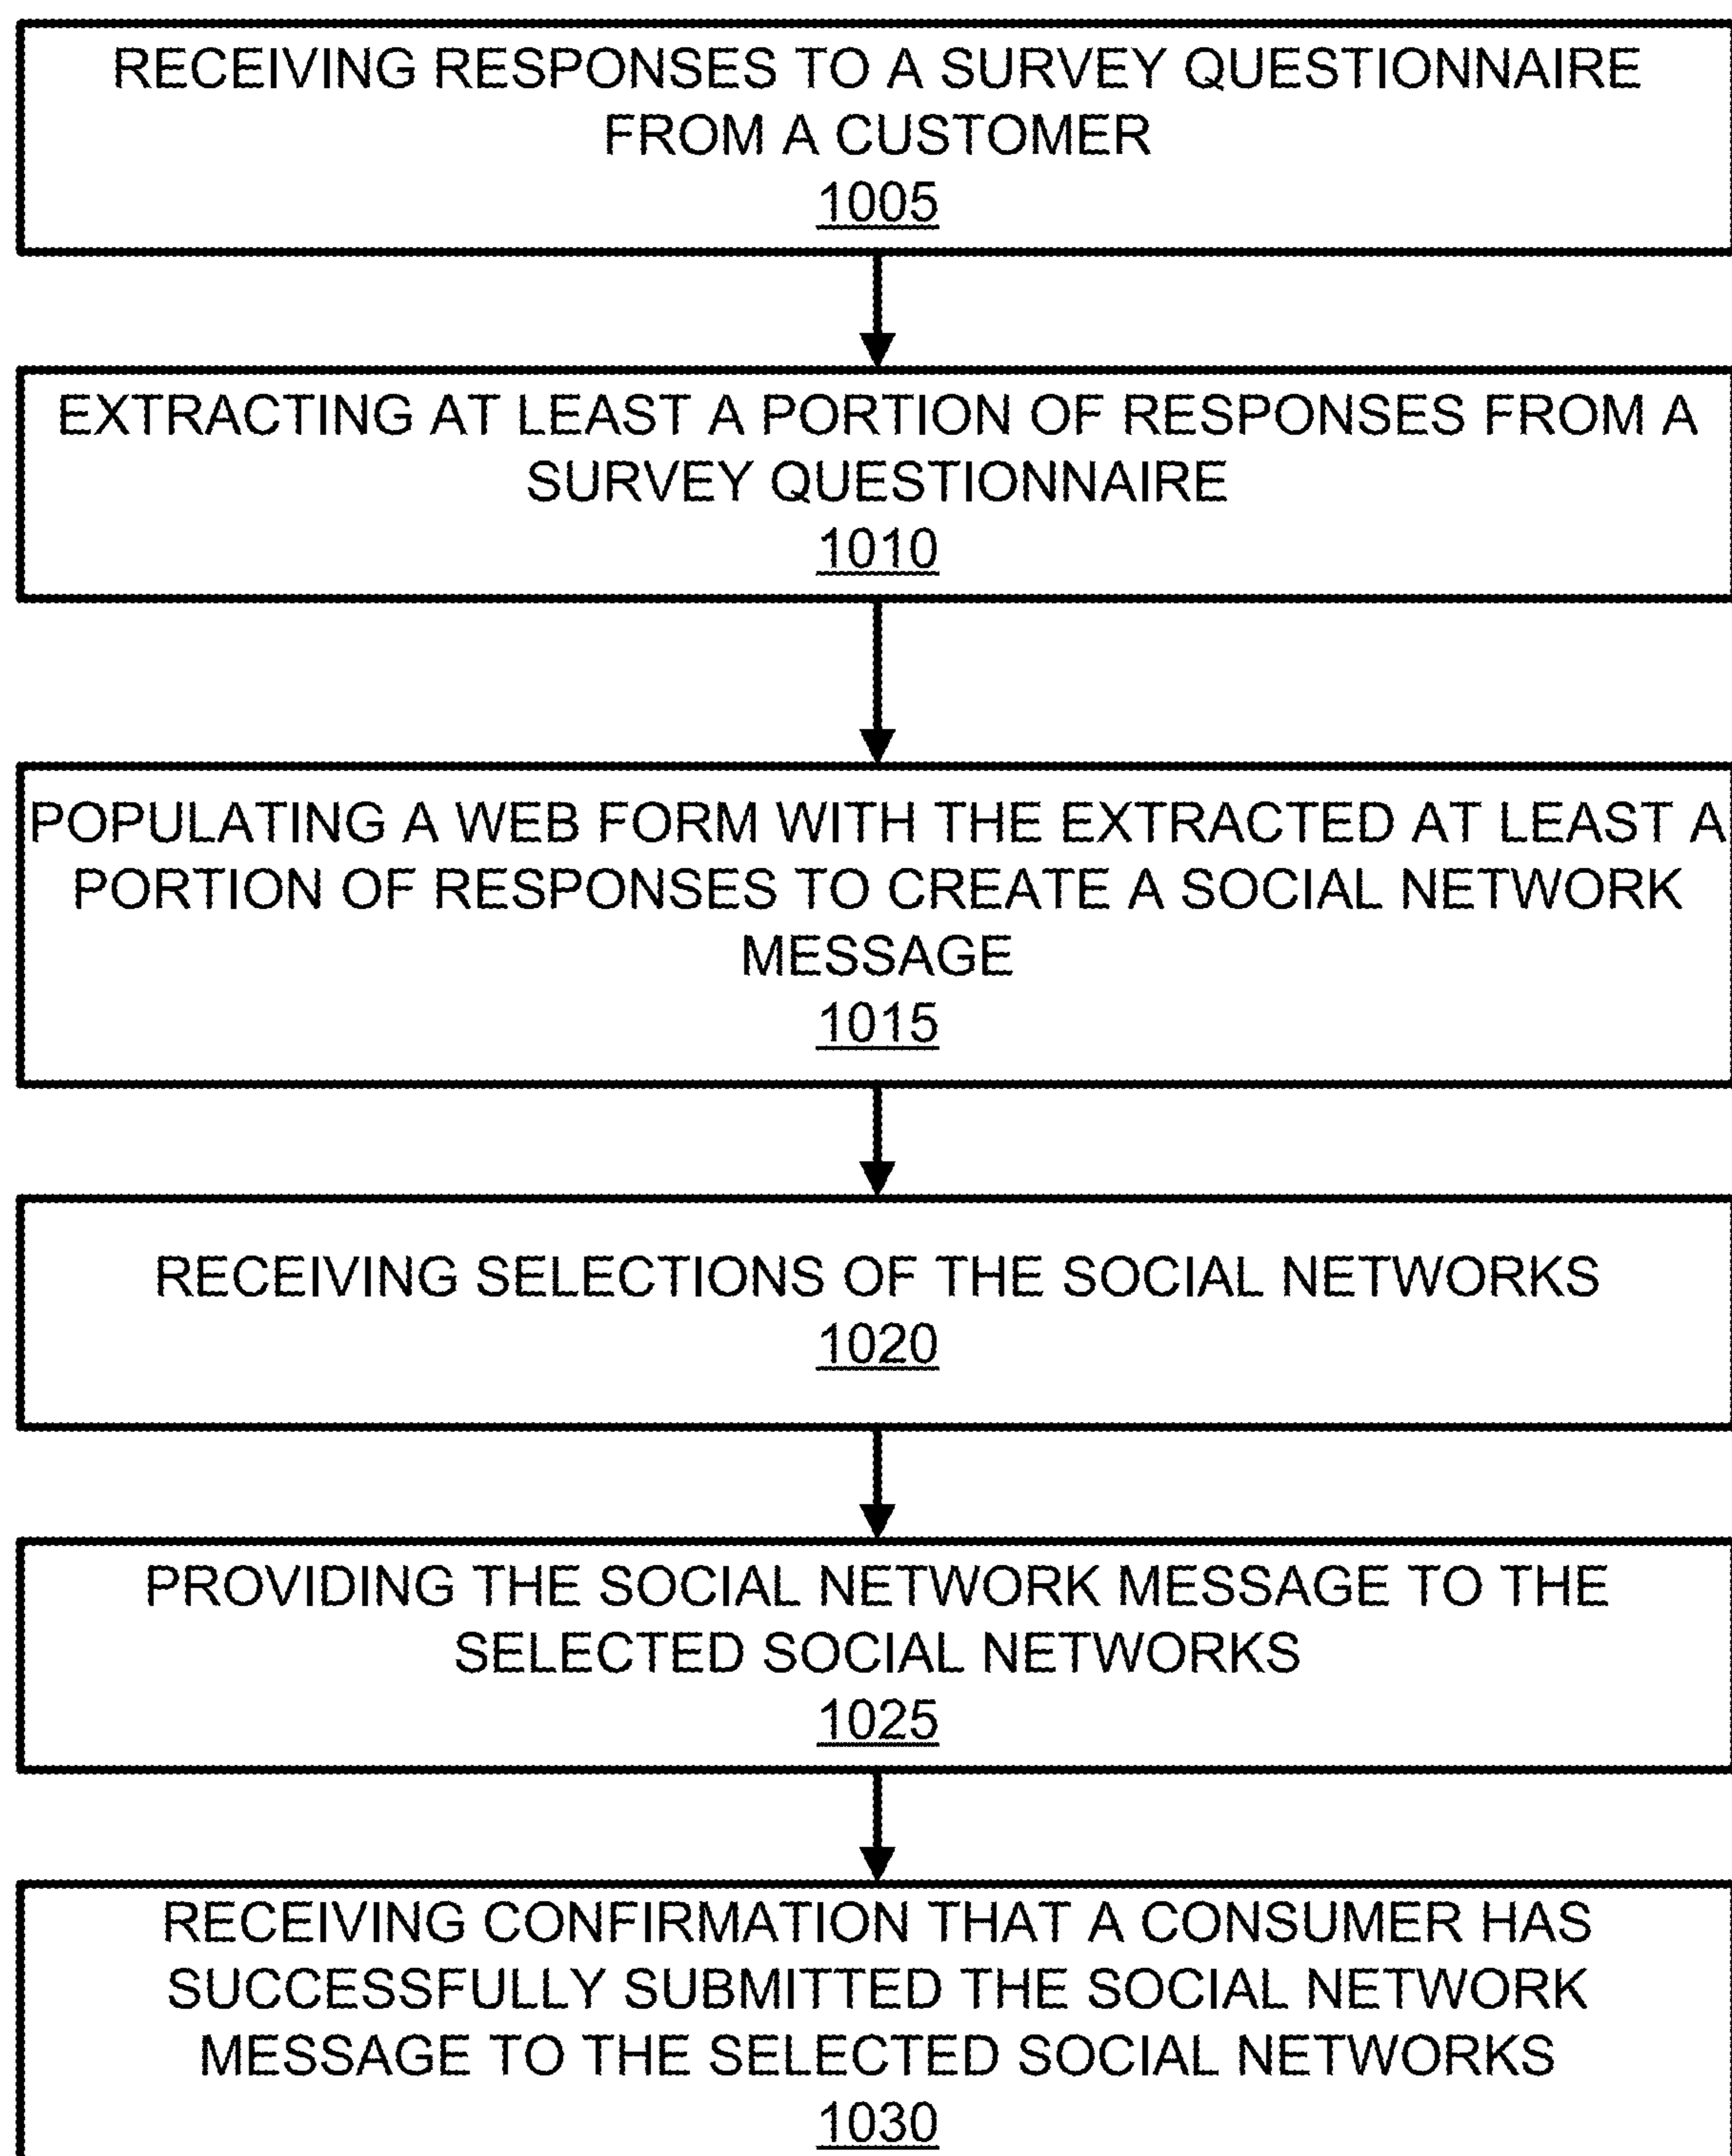 RECEIVING RESPONSES TO A SURVEY QUESTIONNAIRE
FROM A CUSTOMER
1005
EXTRACTING AT LEAST A PORTION OF RESPONSES FROM A
SURVEY QUESTIONNAIRE
1010
POPULATING A WEB FORM WITH THE EXTRACTED AT LEAST A
PORTION OF RESPONSES TO CREATE A SOCIAL NETWORK
MESSAGE
1015
RECEIVING SELECTIONS OF THE SOCIAL NETWORKS
1020
PROVIDING THE SOCIAL NETWORK MESSAGE TO THE
SELECTED SOCIAL NETWORKS
1025
RECEIVING CONFIRMATION THAT A CONSUMER HAS
SUCCESSFULLY SUBMITTED THE SOCIAL NETWORK
MESSAGE TO THE SELECTED SOCIAL NETWORKS
1030